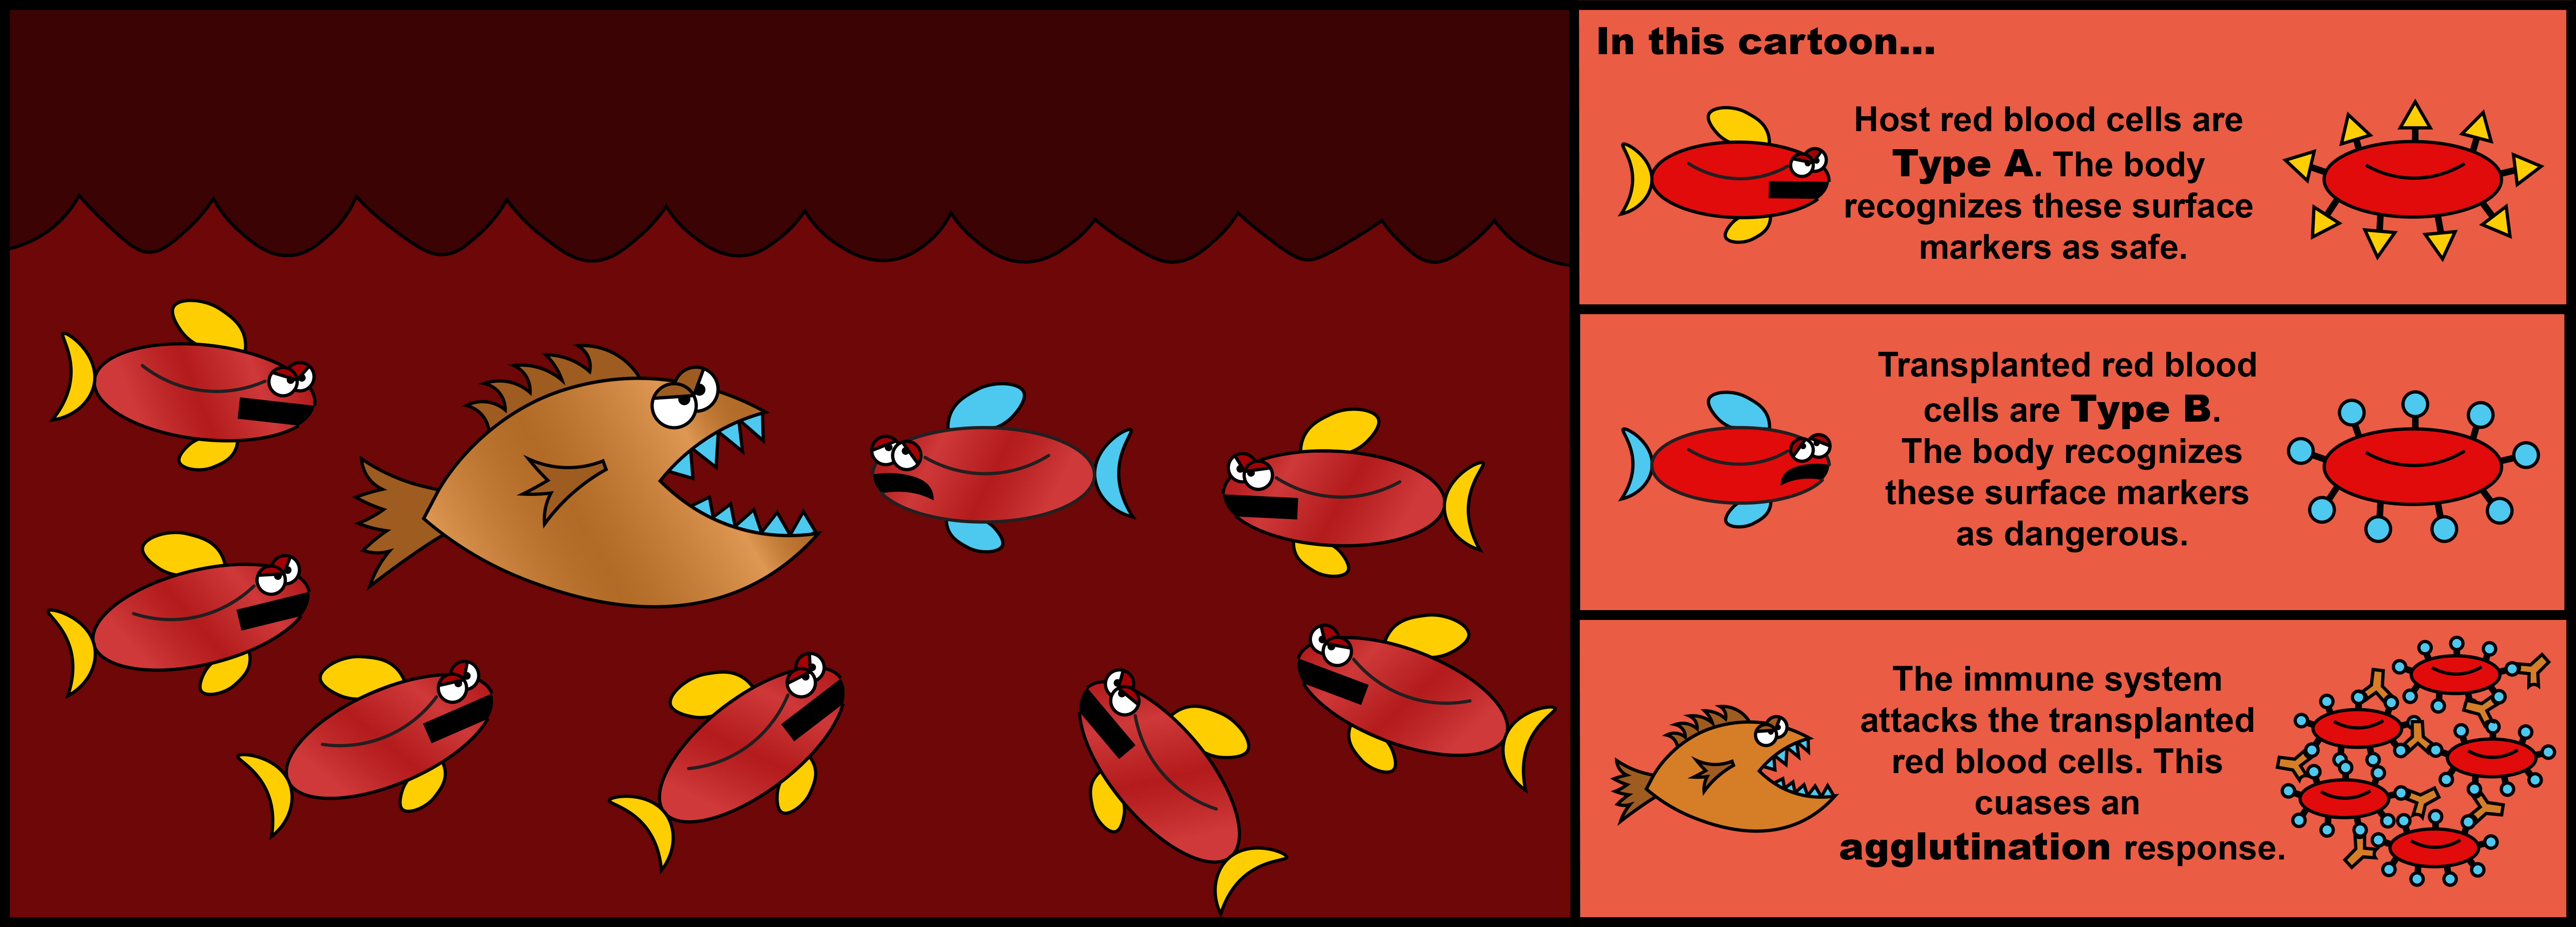 In this cartoon...
Host red blood cells are
Type A. The body
recognizes these surface
markers as safe.
Transplanted red blood
cells are Type B.
The body recognizes
these surface markers
as dangerous.
The immune system
attacks the transplanted
red blood cells. This
cuases an
agglutination response.